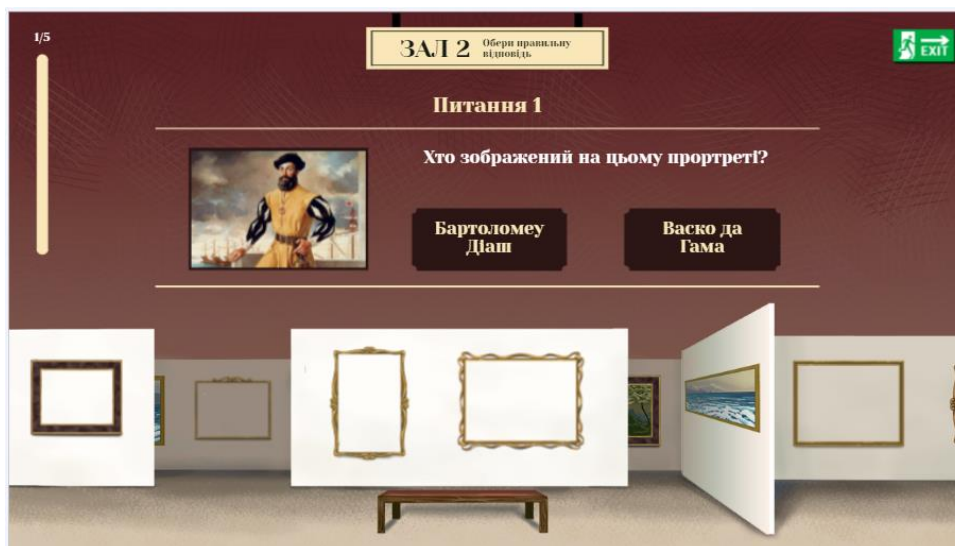 1/5
ЗАЛ 2
Обери правильну
відповідь
EXIT
Питання 1
Хто зображений на цьому прортреті?
Бартоломеу
Діаш
Васко да
Гама